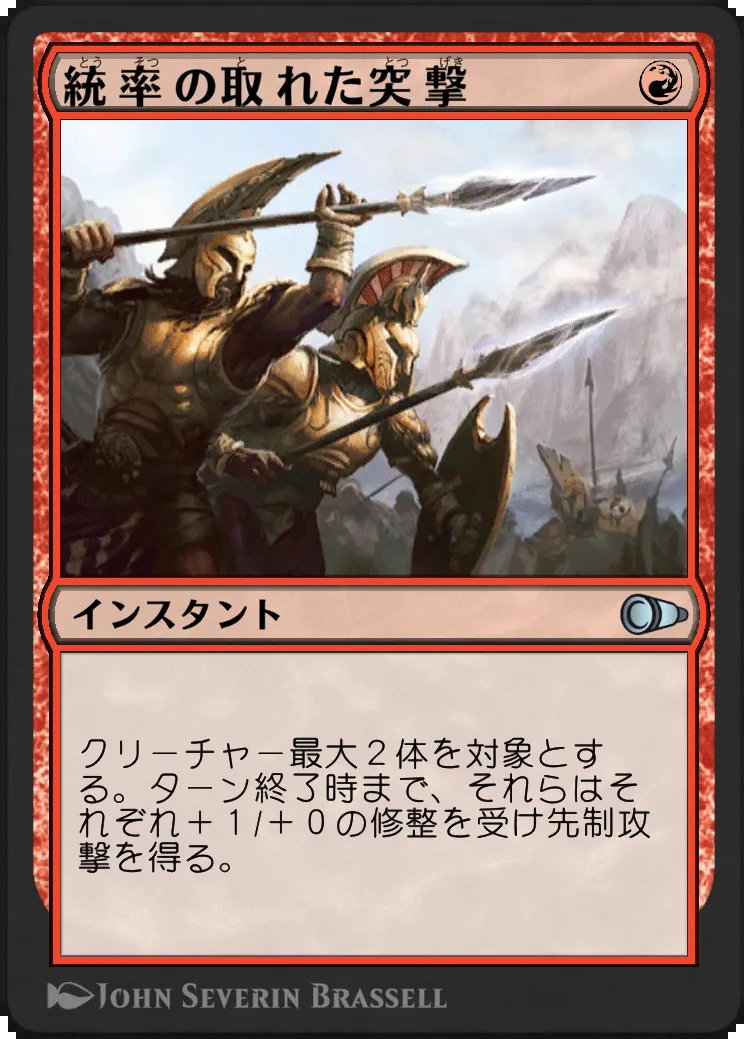 統率の取れた突撃
インスタント
クリーチャー最大２体を対象とす
る。ターン終了時まで、それらはそ
れぞれ＋１/＋０の修整を受け先制攻
撃を得る。
JOHN SEVERIN BRASSELL